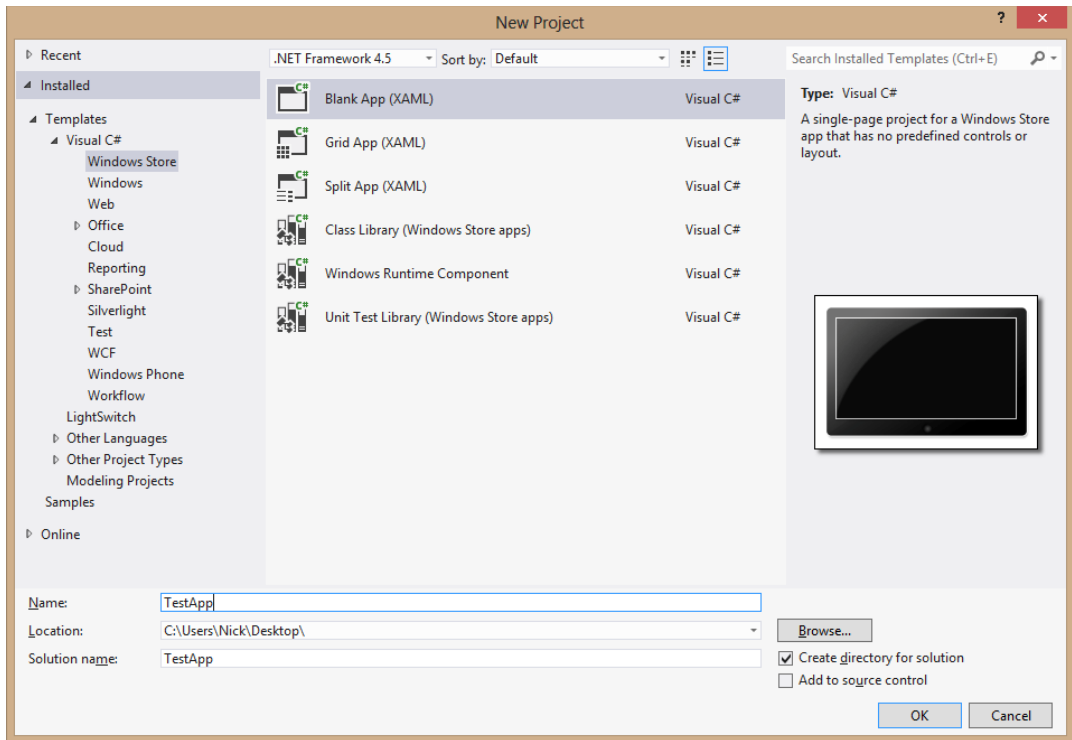 New Project
? ×
Recent
Installed
Templates
Visual C#
Windows Store
Windows
Web
Office
Cloud
Reporting
SharePoint
Silverlight
Test
WCF
Windows Phone
Workflow
LightSwitch
Other Languages
Other Project Types
Modeling Projects
Samples
Online
.NET Framework 4.5 Sort by: Default
C# Blank App (XAML) Visual C#
C# Grid App (XAML) Visual C#
C# Split App (XAML) Visual C#
C# Class Library (Windows Store apps) Visual C#
C# Windows Runtime Component Visual C#
C# Unit Test Library (Windows Store apps) Visual C#
Search Installed Templates (Ctrl+E)
Type: Visual C#
A single-page project for a Windows Store
app that has no predefined controls or
layout.
Name: TestApp
Location: C:\Users\Nick\Desktop\ Browse...
Solution name: TestApp
Create directory for solution
Add to source control
OK Cancel